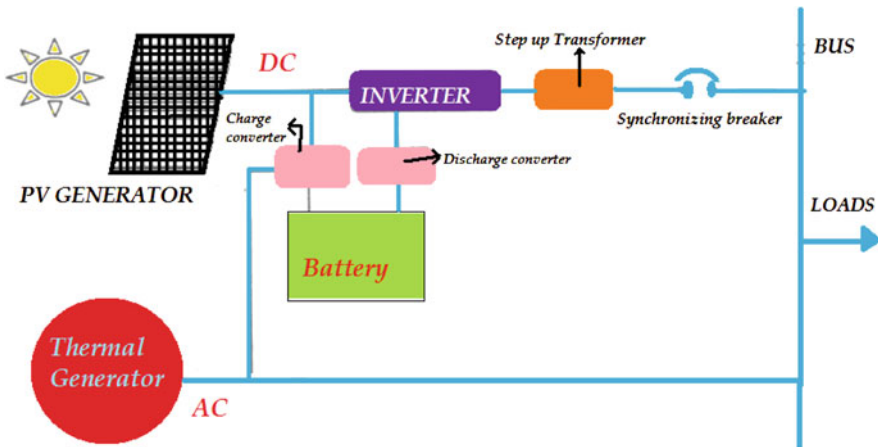 Step up Transformer
BUS
DC
INVERTER
Charge
converter
Synchronizing breaker
Discharge converter
PV GENERATOR
LOADS
Battery
Thermal
Generator
AC